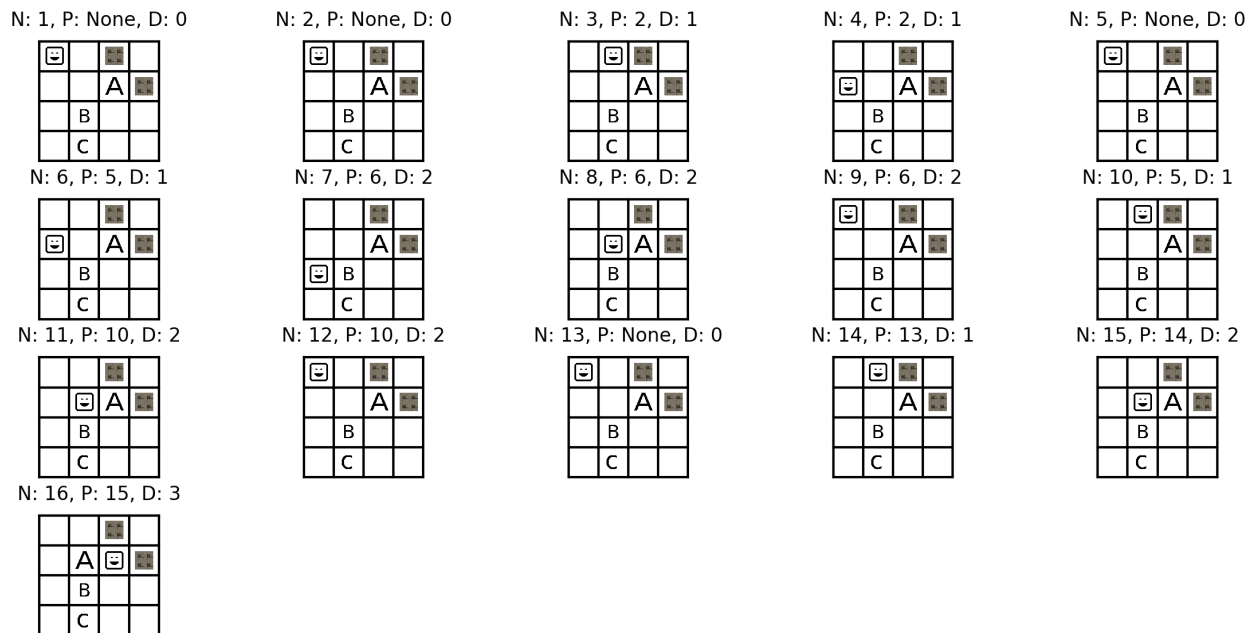 N: 1, P: None, D: 0 N: 2, P: None, D: 0 N: 3, P: 2, D: 1 N: 4, P: 2, D: 1 N: 5, P: None, D: 0
A A A A A
B B B B B
C C C C C
N: 6, P: 5, D: 1 N: 7, P: 6, D: 2 N: 8, P: 6, D: 2 N: 9, P: 6, D: 2 N: 10, P: 5, D: 1
A A A A A
B B B B B
C C C C C
N: 11, P: 10, D: 2 N: 12, P: 10, D: 2 N: 13, P: None, D: 0 N: 14, P: 13, D: 1 N: 15, P: 14, D: 2
A A A A A
B B B B B
C C C C C
N: 16, P: 15, D: 3
A
B
C